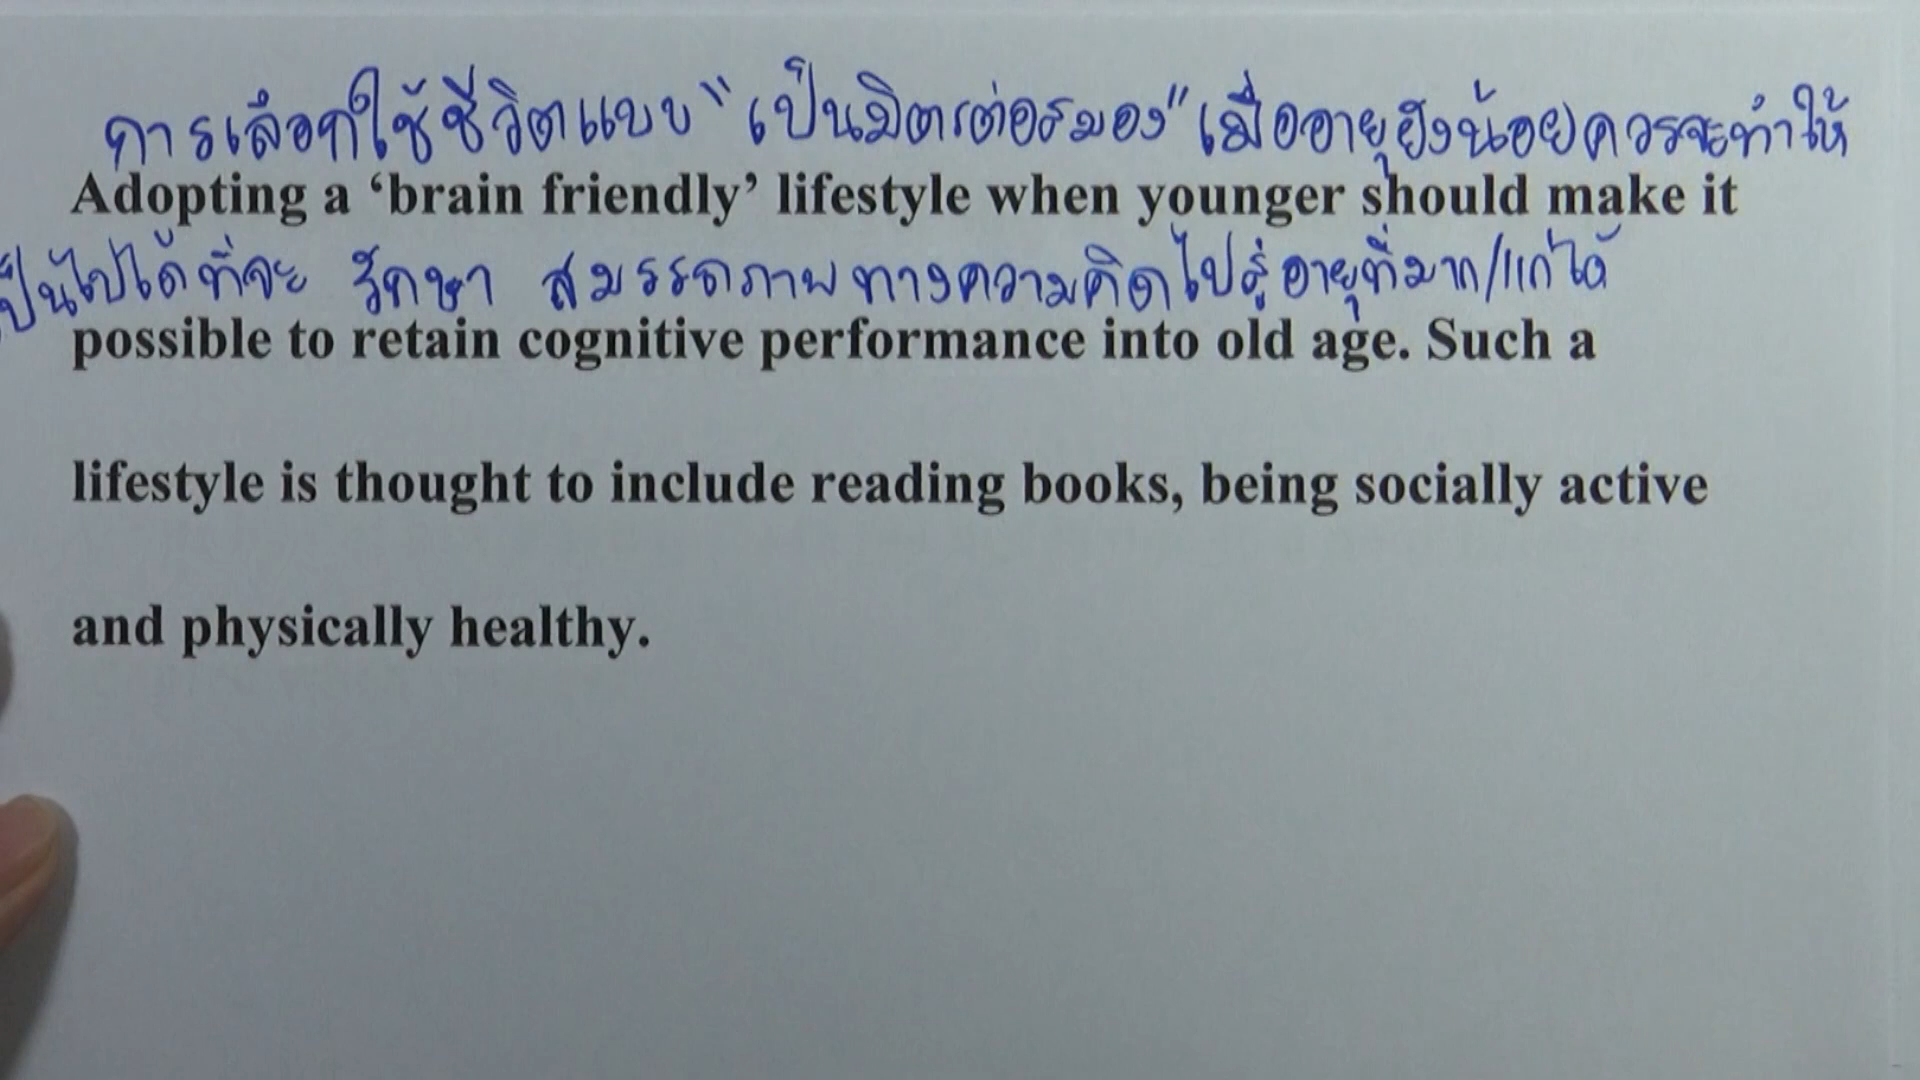 การเลือกใช้ชีวิตแบบ "เป็นมิตรต่อสมอง" เมื่ออายุยังน้อยควรจะทำให้
Adopting a ‘brain friendly’ lifestyle when younger should make it
เป็นไปได้ที่จะ รักษา สมรรถภาพทางความคิดไปสู่อายุที่มาก/แก่ได้
possible to retain cognitive performance into old age. Such a
lifestyle is thought to include reading books, being socially active
and physically healthy.